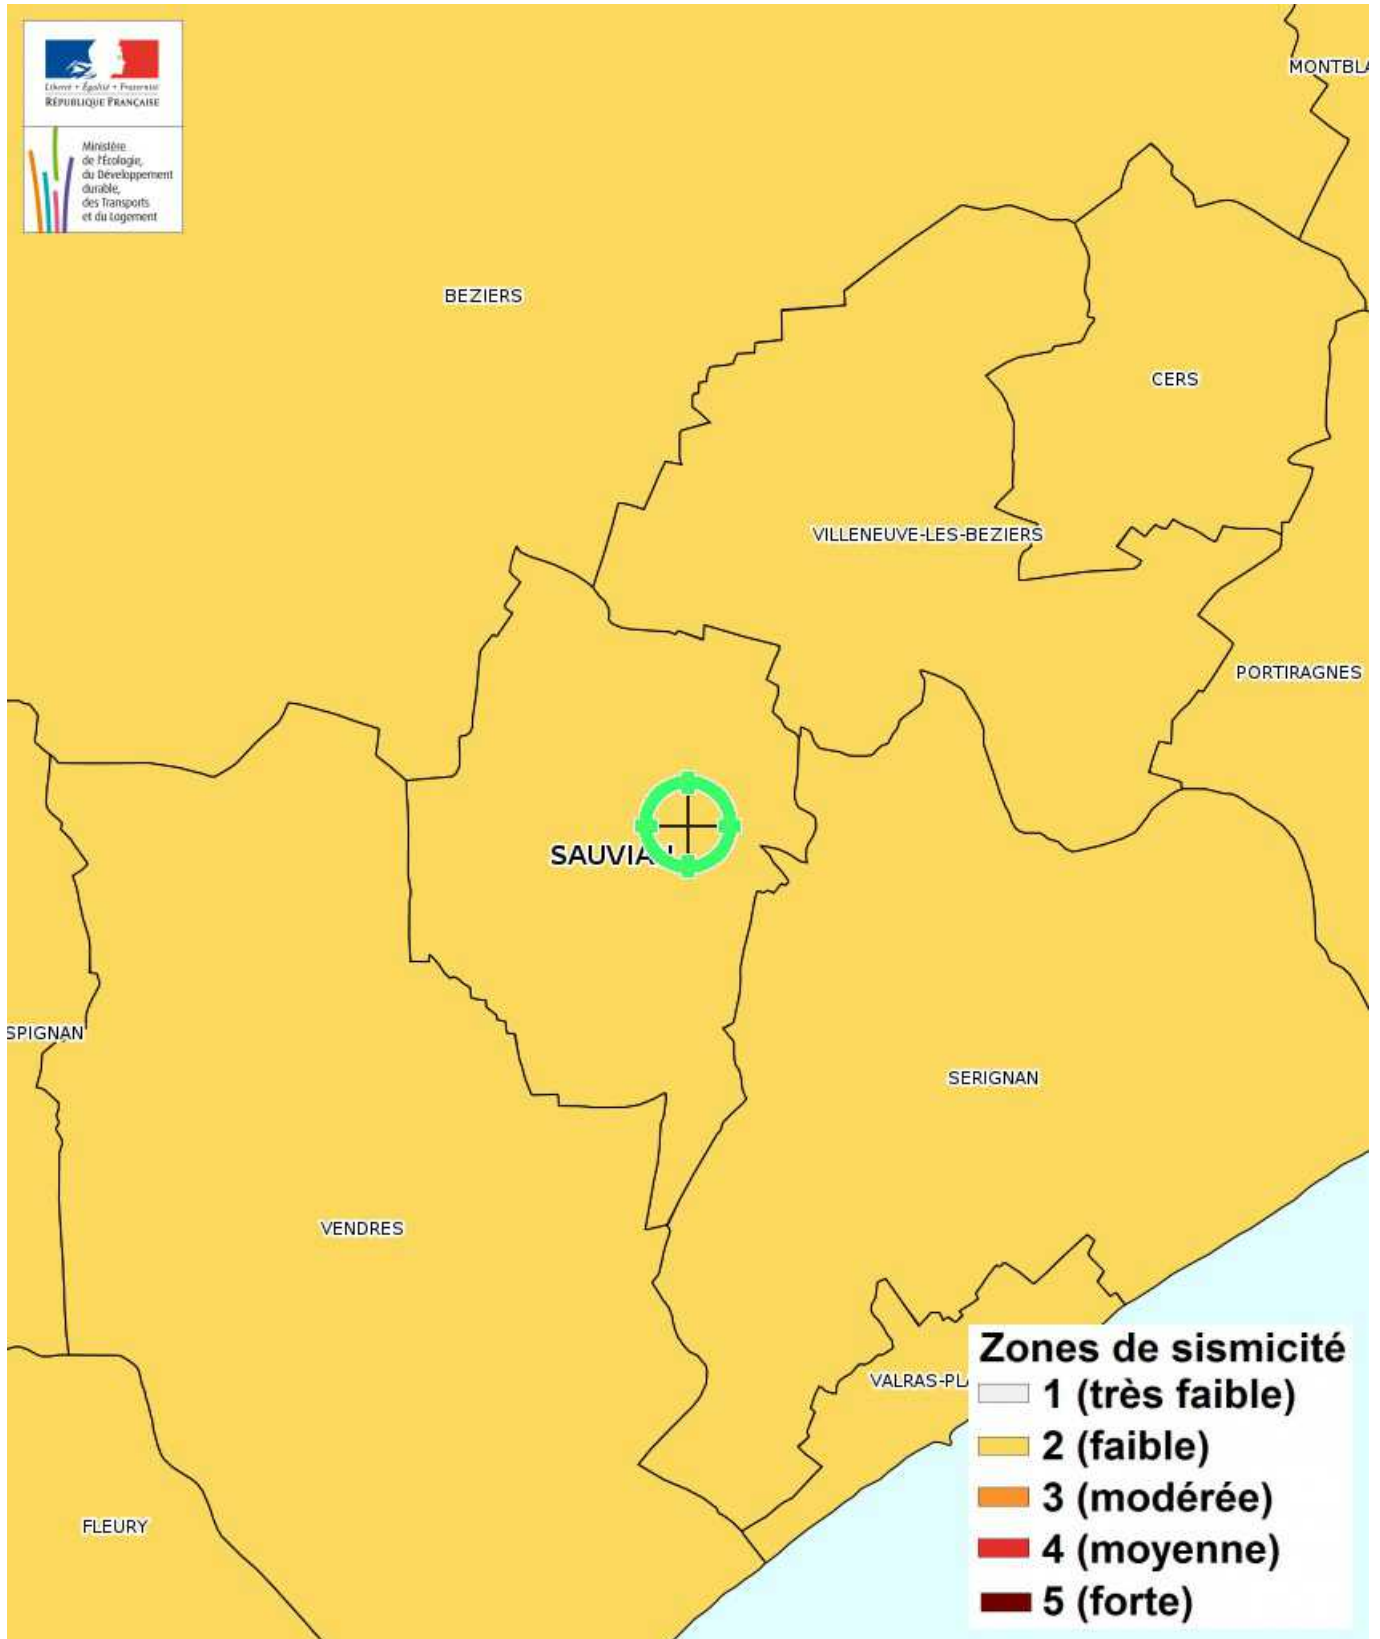 Liberté • Égalité • Fraternité
RÉPUBLIQUE FRANÇAISE
Ministère
de l'Écologie,
du Développement
durable,
des Transports
et du Logement
MONTBLA
BEZIERS
CERS
VILLENEUVE-LES-BEZIERS
PORTIRAGNES
SAUVIA
SPIGNAN
SERIGNAN
VENDRES
VALRAS-PLA
FLEURY
Zones de sismicité
1 (très faible)
2 (faible)
3 (modérée)
4 (moyenne)
5 (forte)